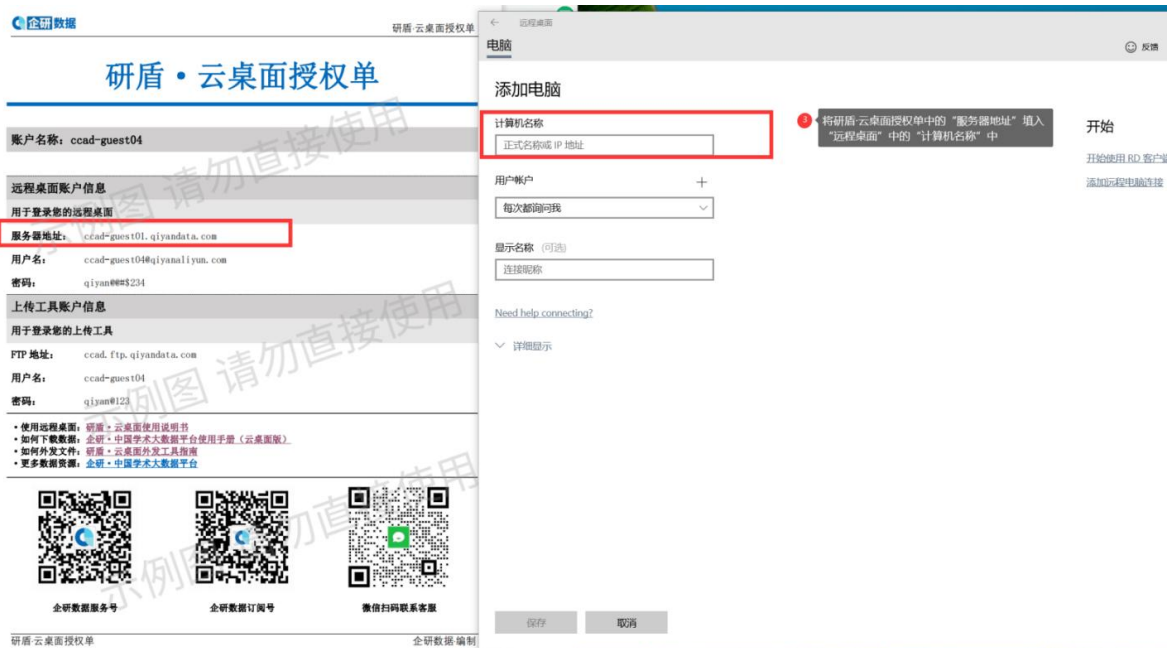 企研数据
研盾·云桌面授权单
研盾·云桌面授权单
账户名称：ccad-guest04
远程桌面账户信息
用于登录您的远程桌面
服务器地址： ccad-guest01.qiyandata.com
用户名： ccad-guest04@qiyanaliyun.com
密码： qiyan@@#$234
上传工具账户信息
用于登录您的上传工具
FTP 地址： ccad.ftp.qiyandata.com
用户名： ccad-guest04
密码： qiyan@123
•使用远程桌面：研盾·云桌面使用说明书
•如何下载数据：企研·中国学术大数据平台使用手册（云桌面版）
•如何外发文件：研盾·云桌面外发工具指南
•更多数据资源：企研·中国学术大数据平台
企研数据服务号
企研数据订阅号
微信扫码联系客服
研盾·云桌面授权单
企研数据·编制
示例图 请勿直接使用
示例图 请勿直接使用
示例图 请勿直接使用
← 远程桌面
电脑
反馈
添加电脑
计算机名称
正式名称或 IP 地址
用户帐户
+
每次都询问我
显示名称 (可选)
连接昵称
Need help connecting?
详细显示
3 将研盾·云桌面授权单中的“服务器地址”填入
“远程桌面”中的“计算机名称”中
开始
开始使用 RD 客户端
添加远程电脑连接
保存
取消